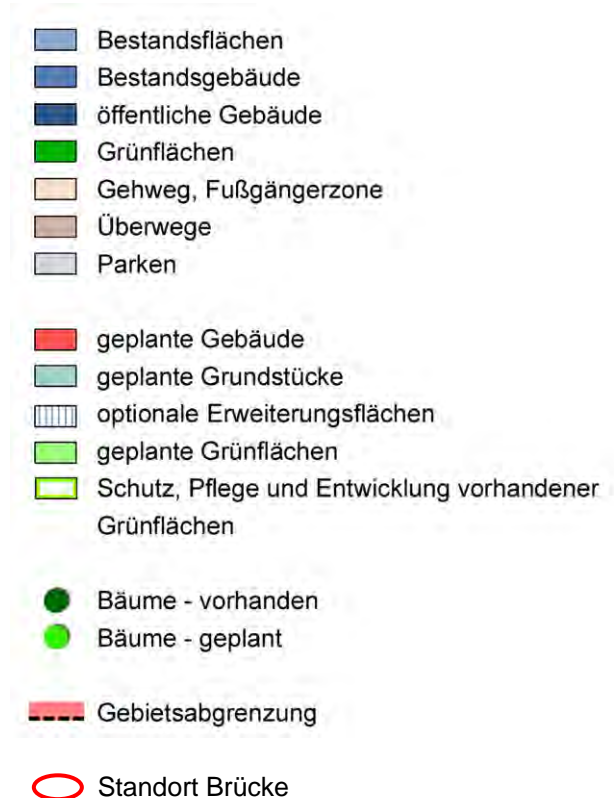 Bestandsflächen
Bestandsgebäude
öffentliche Gebäude
Grünflächen
Gehweg, Fußgängerzone
Überwege
Parken
geplante Gebäude
geplante Grundstücke
optionale Erweiterungsflächen
geplante Grünflächen
Schutz, Pflege und Entwicklung vorhandener
Grünflächen
Bäume - vorhanden
Bäume - geplant
Gebietsabgrenzung
Standort Brücke